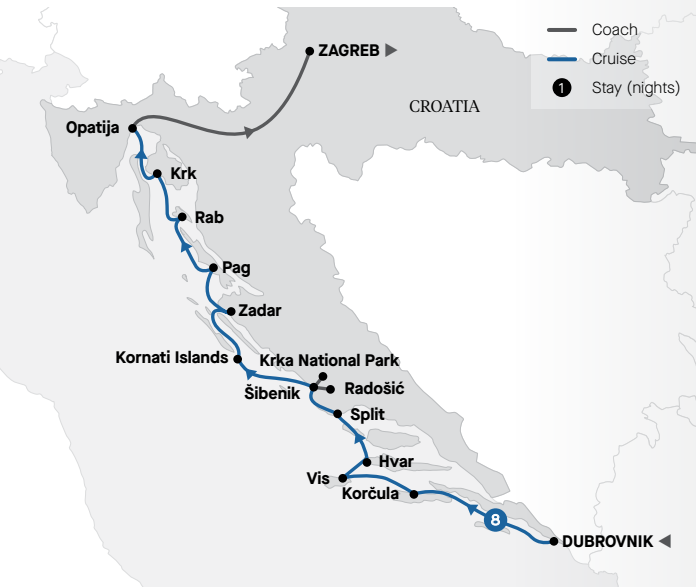 Coach
Cruise
1 Stay (nights)
ZAGREB
CROATIA
Opatija
Krk
Rab
Pag
Zadar
Kornati Islands
Krka National Park
Šibenik
Radošić
Split
Hvar
Vis
Korčula
8
DUBROVNIK